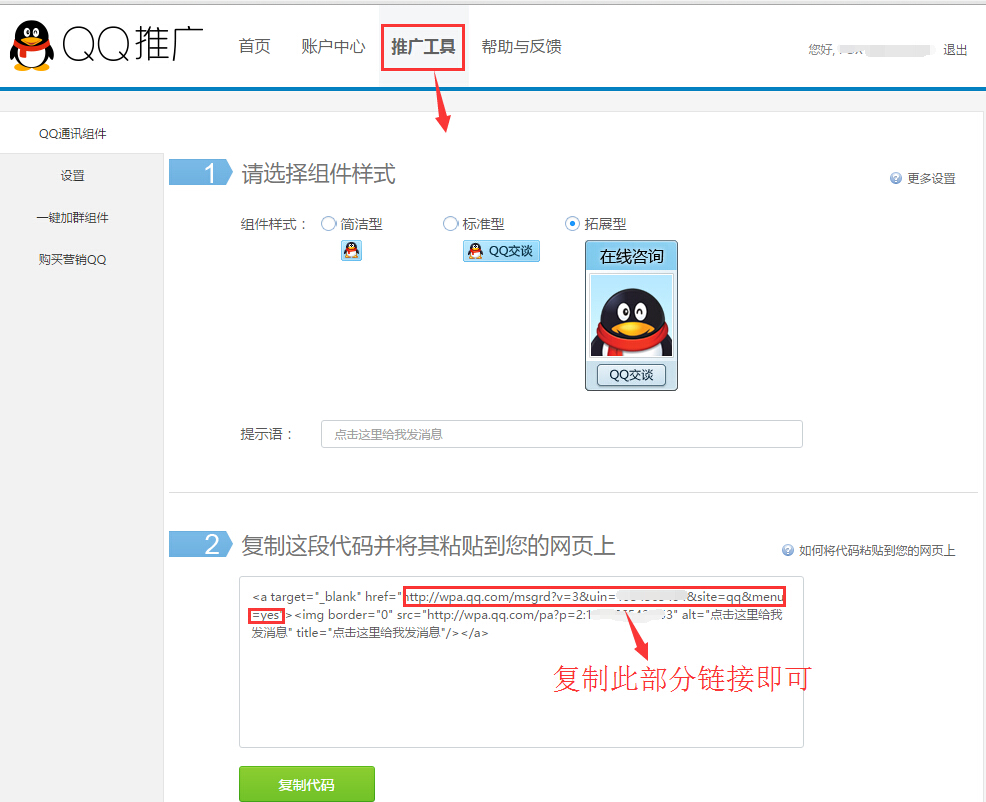 QQ推广
首页 账户中心 推广工具 帮助与反馈
您好, 退出
QQ通讯组件
设置
一键加群组件
购买营销QQ
1 请选择组件样式
更多设置
组件样式： 简洁型 标准型 拓展型
QQ交谈
在线咨询
QQ交谈
提示语： 点击这里给我发消息
2 复制这段代码并将其粘贴到您的网页上
如何将代码粘贴到您的网页上
<a target="_blank" href="http://wpa.qq.com/msgrd?v=3&uin= &site=qq&menu
=yes"><img border="0" src="http://wpa.qq.com/pa?p=2: 3" alt="点击这里给我
发消息" title="点击这里给我发消息"/></a>
复制此部分链接即可
复制代码